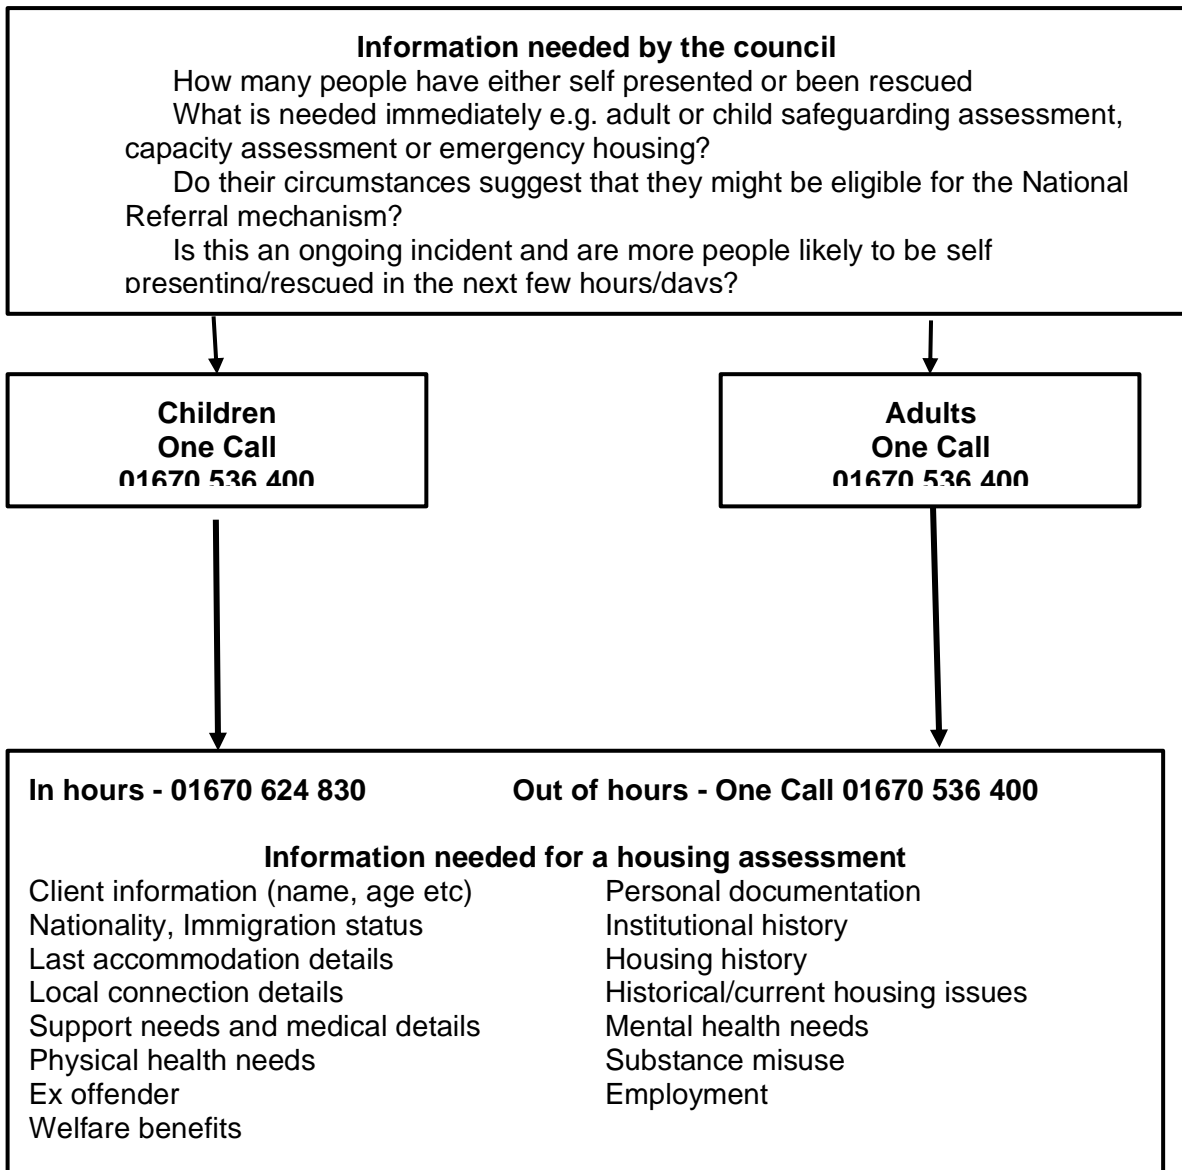 Information needed by the council
How many people have either self presented or been rescued
What is needed immediately e.g. adult or child safeguarding assessment,
capacity assessment or emergency housing?
Do their circumstances suggest that they might be eligible for the National
Referral mechanism?
Is this an ongoing incident and are more people likely to be self
presenting/rescued in the next few hours/days?
Children
One Call
01670 536 400
Adults
One Call
01670 536 400
In hours - 01670 624 830 Out of hours - One Call 01670 536 400
Information needed for a housing assessment
Client information (name, age etc)
Nationality, Immigration status
Last accommodation details
Local connection details
Support needs and medical details
Physical health needs
Ex offender
Welfare benefits
Personal documentation
Institutional history
Housing history
Historical/current housing issues
Mental health needs
Substance misuse
Employment